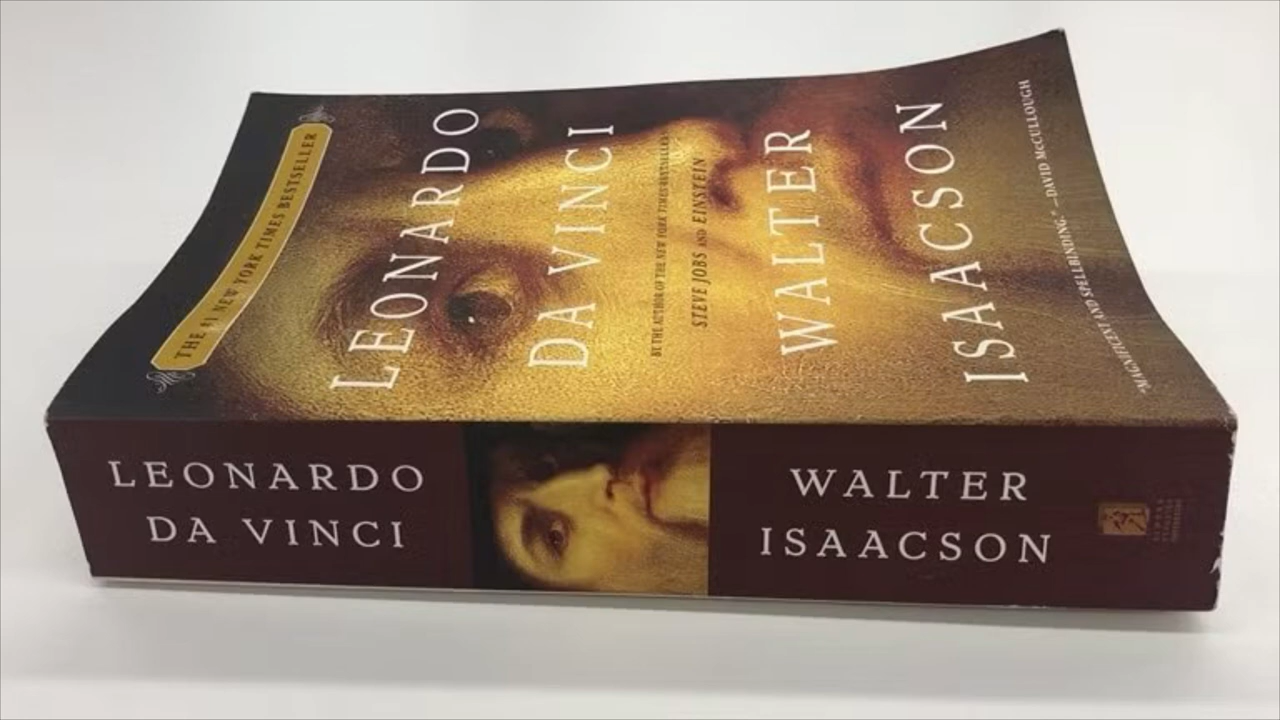 THE #1 NEW YORK TIMES BESTSELLER
LEONARDO
DA VINCI
BY THE AUTHOR OF THE NEW YORK TIMES BESTSELLERS
STEVE JOBS AND EINSTEIN
WALTER
ISAACSON
"MAGNIFICENT AND SPELLBINDING." —DAVID McCULLOUGH
LEONARDO
DA VINCI
WALTER
ISAACSON